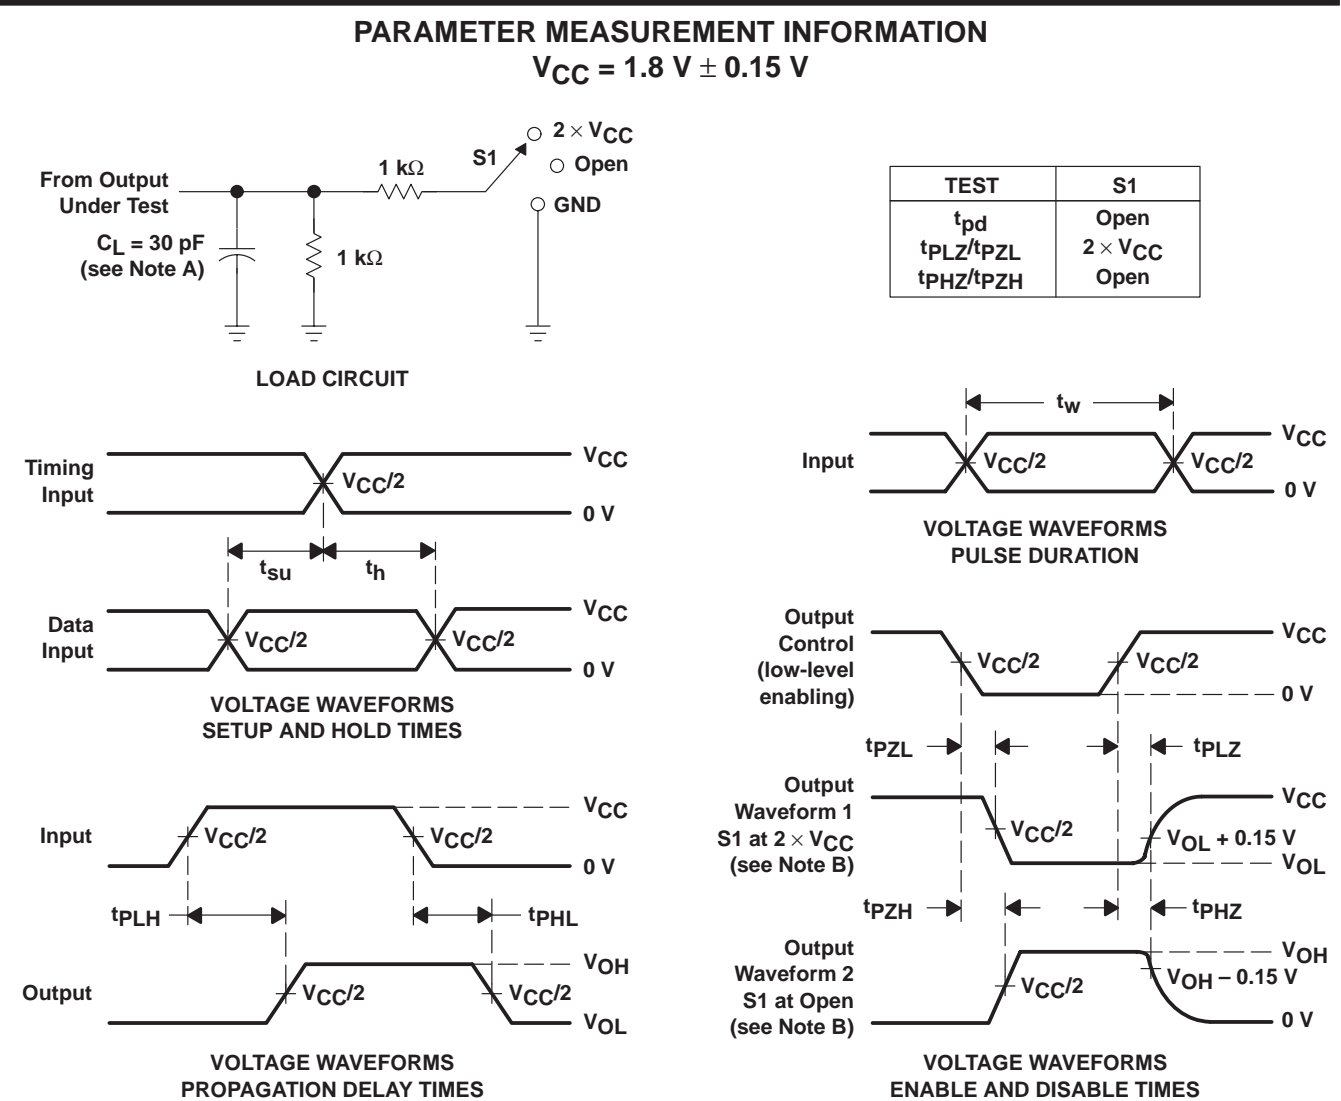 PARAMETER MEASUREMENT INFORMATION
VCC = 1.8 V ± 0.15 V
From Output
Under Test
CL = 30 pF
(see Note A)
1 kΩ
1 kΩ
S1
2 × VCC
Open
GND
LOAD CIRCUIT
TEST S1
tpd Open
tPLZ/tPZL 2 × VCC
tPHZ/tPZH Open
Timing
Input
VCC/2
VCC
0 V
tsu
th
Data
Input
VCC/2
VCC/2
VCC
0 V
VOLTAGE WAVEFORMS
SETUP AND HOLD TIMES
tw
Input
VCC/2
VCC/2
VCC
0 V
VOLTAGE WAVEFORMS
PULSE DURATION
Input
VCC/2
VCC/2
VCC
0 V
tPLH
tPHL
Output
VCC/2
VCC/2
VOH
VOL
VOLTAGE WAVEFORMS
PROPAGATION DELAY TIMES
Output
Control
(low-level
enabling)
VCC/2
VCC/2
VCC
0 V
tPZL
tPLZ
Output
Waveform 1
S1 at 2 × VCC
(see Note B)
VCC/2
VCC
VOL + 0.15 V
VOL
tPZH
tPHZ
Output
Waveform 2
S1 at Open
(see Note B)
VCC/2
VOH
VOH − 0.15 V
0 V
VOLTAGE WAVEFORMS
ENABLE AND DISABLE TIMES